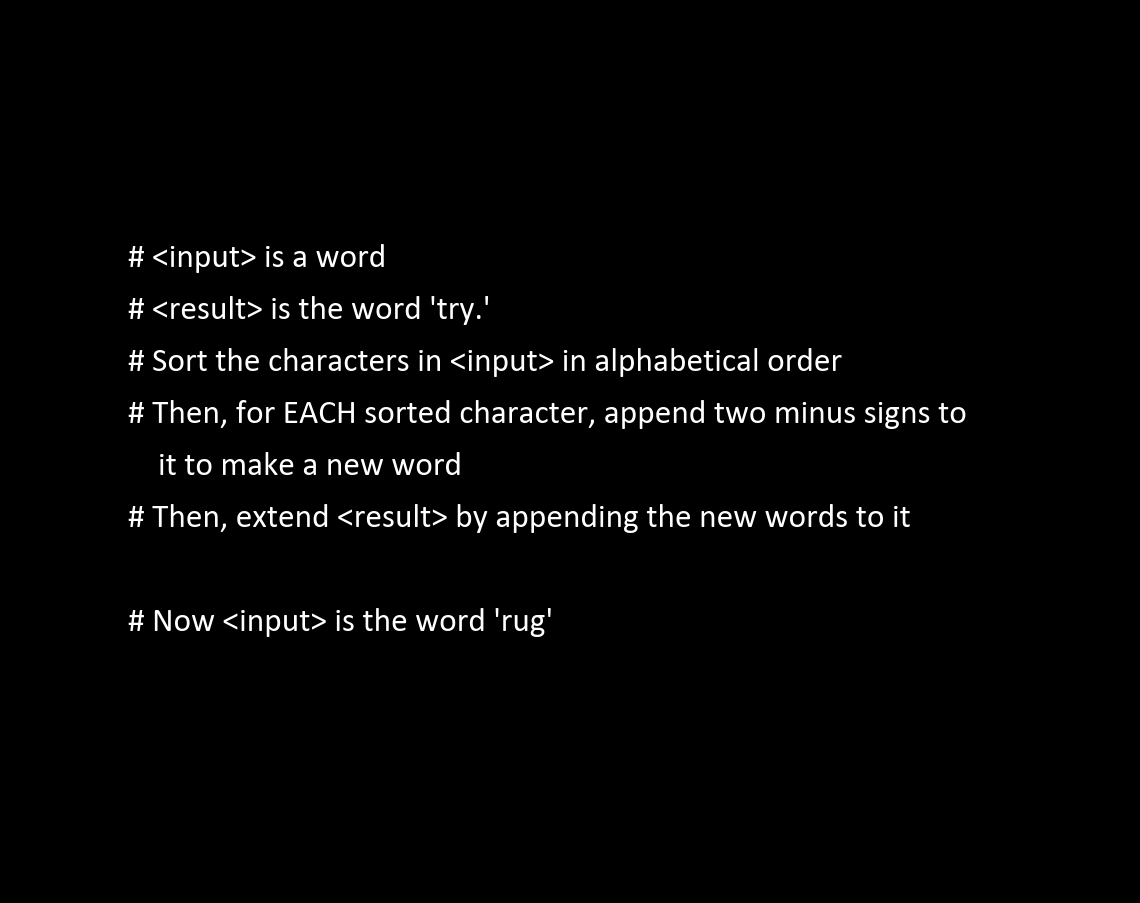 # <input> is a word
# <result> is the word 'try.'
# Sort the characters in <input> in alphabetical order
# Then, for EACH sorted character, append two minus signs to
it to make a new word
# Then, extend <result> by appending the new words to it
# Now <input> is the word 'rug'